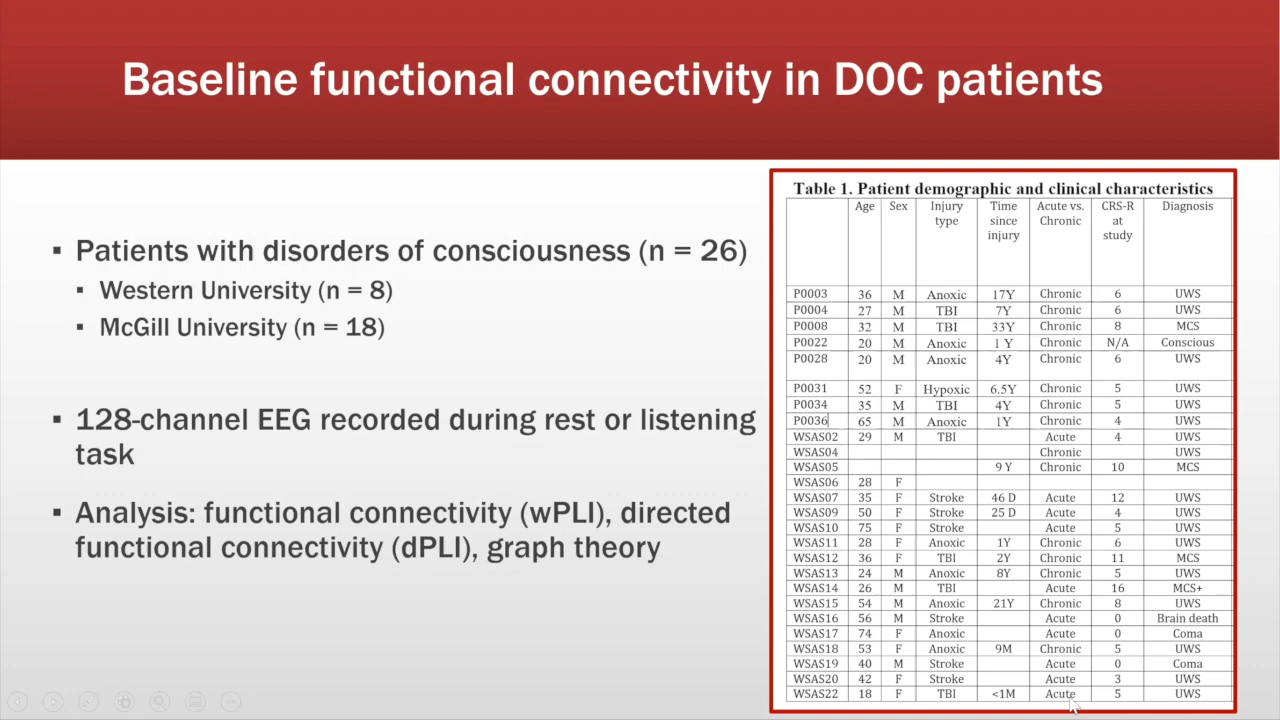 Baseline functional connectivity in DOC patients
▪ Patients with disorders of consciousness (n = 26)
▪ Western University (n = 8)
▪ McGill University (n = 18)
▪ 128-channel EEG recorded during rest or listening
task
▪ Analysis: functional connectivity (wPLI), directed
functional connectivity (dPLI), graph theory
Table 1. Patient demographic and clinical characteristics
Age Sex Injury type Time since injury Acute vs. Chronic CRS-R at study Diagnosis
P0003 36 M Anoxic 17Y Chronic 6 UWS
P0004 27 M TBI 7Y Chronic 6 UWS
P0008 32 M TBI 33Y Chronic 8 MCS
P0022 20 M Anoxic 1 Y Chronic N/A Conscious
P0028 20 M Anoxic 4Y Chronic 6 UWS
P0031 52 F Hypoxic 6.5Y Chronic 5 UWS
P0034 35 M TBI 4Y Chronic 5 UWS
P0036 65 M Anoxic 1Y Chronic 4 UWS
WSAS02 29 M TBI Acute 4 UWS
WSAS04 Chronic UWS
WSAS05 9 Y Chronic 10 MCS
WSAS06 28 F
WSAS07 35 F Stroke 46 D Acute 12 UWS
WSAS09 50 F Stroke 25 D Acute 4 UWS
WSAS10 75 F Stroke Acute 5 UWS
WSAS11 28 F Anoxic 1Y Chronic 6 UWS
WSAS12 36 F TBI 2Y Chronic 11 MCS
WSAS13 24 M Anoxic 8Y Chronic 5 UWS
WSAS14 26 M TBI Acute 16 MCS+
WSAS15 54 M Anoxic 21Y Chronic 8 UWS
WSAS16 56 M Stroke Acute 0 Brain death
WSAS17 74 F Anoxic Acute 0 Coma
WSAS18 53 F Anoxic 9M Chronic 5 UWS
WSAS19 40 M Stroke Acute 0 Coma
WSAS20 42 F Stroke Acute 3 UWS
WSAS22 18 F TBI <1M Acute 5 UWS